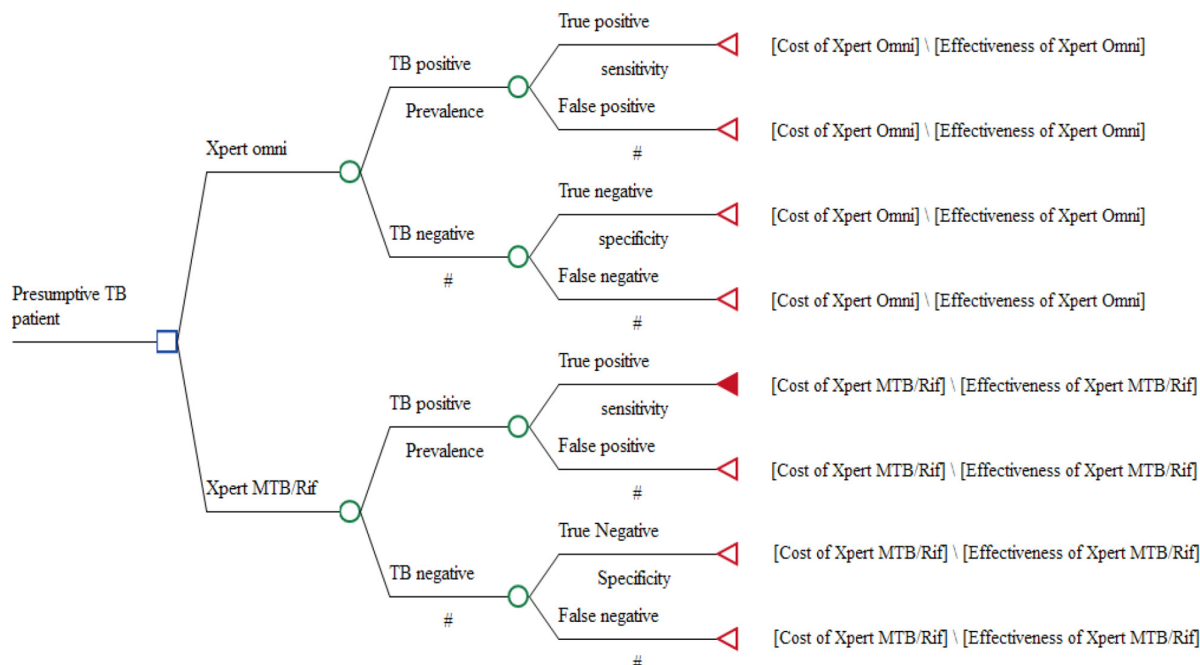 True positive
[Cost of Xpert Omni] \ [Effectiveness of Xpert Omni]
TB positive
sensitivity
Prevalence
False positive
[Cost of Xpert Omni] \ [Effectiveness of Xpert Omni]
#
Xpert omni
True negative
[Cost of Xpert Omni] \ [Effectiveness of Xpert Omni]
TB negative
specificity
#
False negative
[Cost of Xpert Omni] \ [Effectiveness of Xpert Omni]
#
Presumptive TB
patient
True positive
[Cost of Xpert MTB/Rif] \ [Effectiveness of Xpert MTB/Rif]
TB positive
sensitivity
Prevalence
False positive
[Cost of Xpert MTB/Rif] \ [Effectiveness of Xpert MTB/Rif]
#
Xpert MTB/Rif
True Negative
[Cost of Xpert MTB/Rif] \ [Effectiveness of Xpert MTB/Rif]
TB negative
Specificity
#
False negative
[Cost of Xpert MTB/Rif] \ [Effectiveness of Xpert MTB/Rif]
#